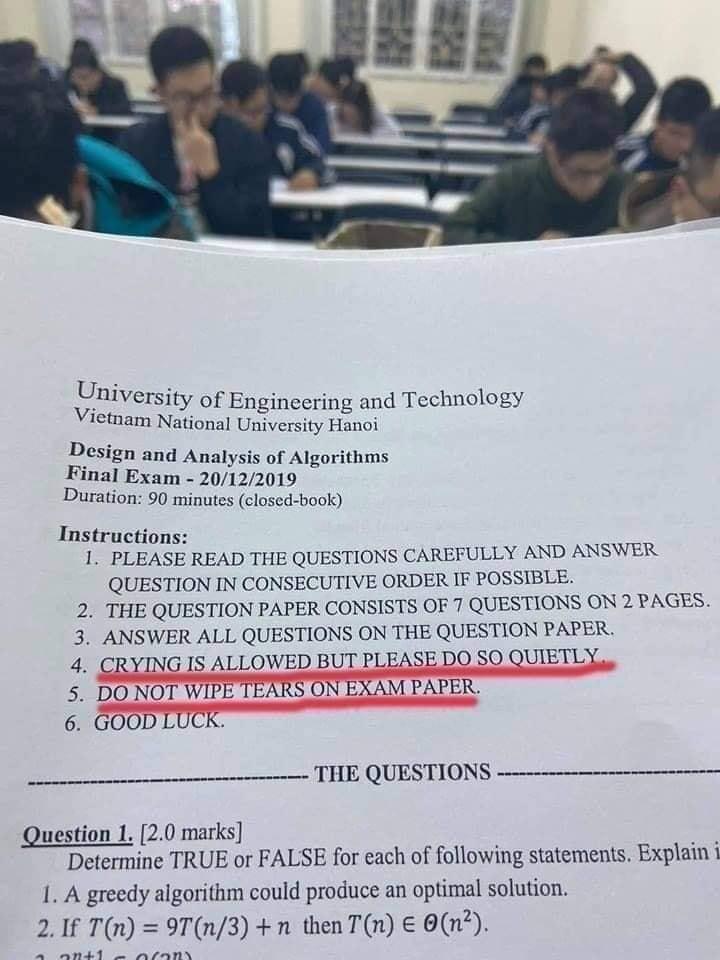 University of Engineering and Technology
Vietnam National University Hanoi
Design and Analysis of Algorithms
Final Exam - 20/12/2019
Duration: 90 minutes (closed-book)
Instructions:
1. PLEASE READ THE QUESTIONS CAREFULLY AND ANSWER
QUESTION IN CONSECUTIVE ORDER IF POSSIBLE.
2. THE QUESTION PAPER CONSISTS OF 7 QUESTIONS ON 2 PAGES.
3. ANSWER ALL QUESTIONS ON THE QUESTION PAPER.
4. CRYING IS ALLOWED BUT PLEASE DO SO QUIETLY.
5. DO NOT WIPE TEARS ON EXAM PAPER.
6. GOOD LUCK.
THE QUESTIONS
Question 1. [2.0 marks]
Determine TRUE or FALSE for each of following statements. Explain
1. A greedy algorithm could produce an optimal solution.
2. If T(n) = 9T(n/3) + n then T(n) ∈ Θ(n²).